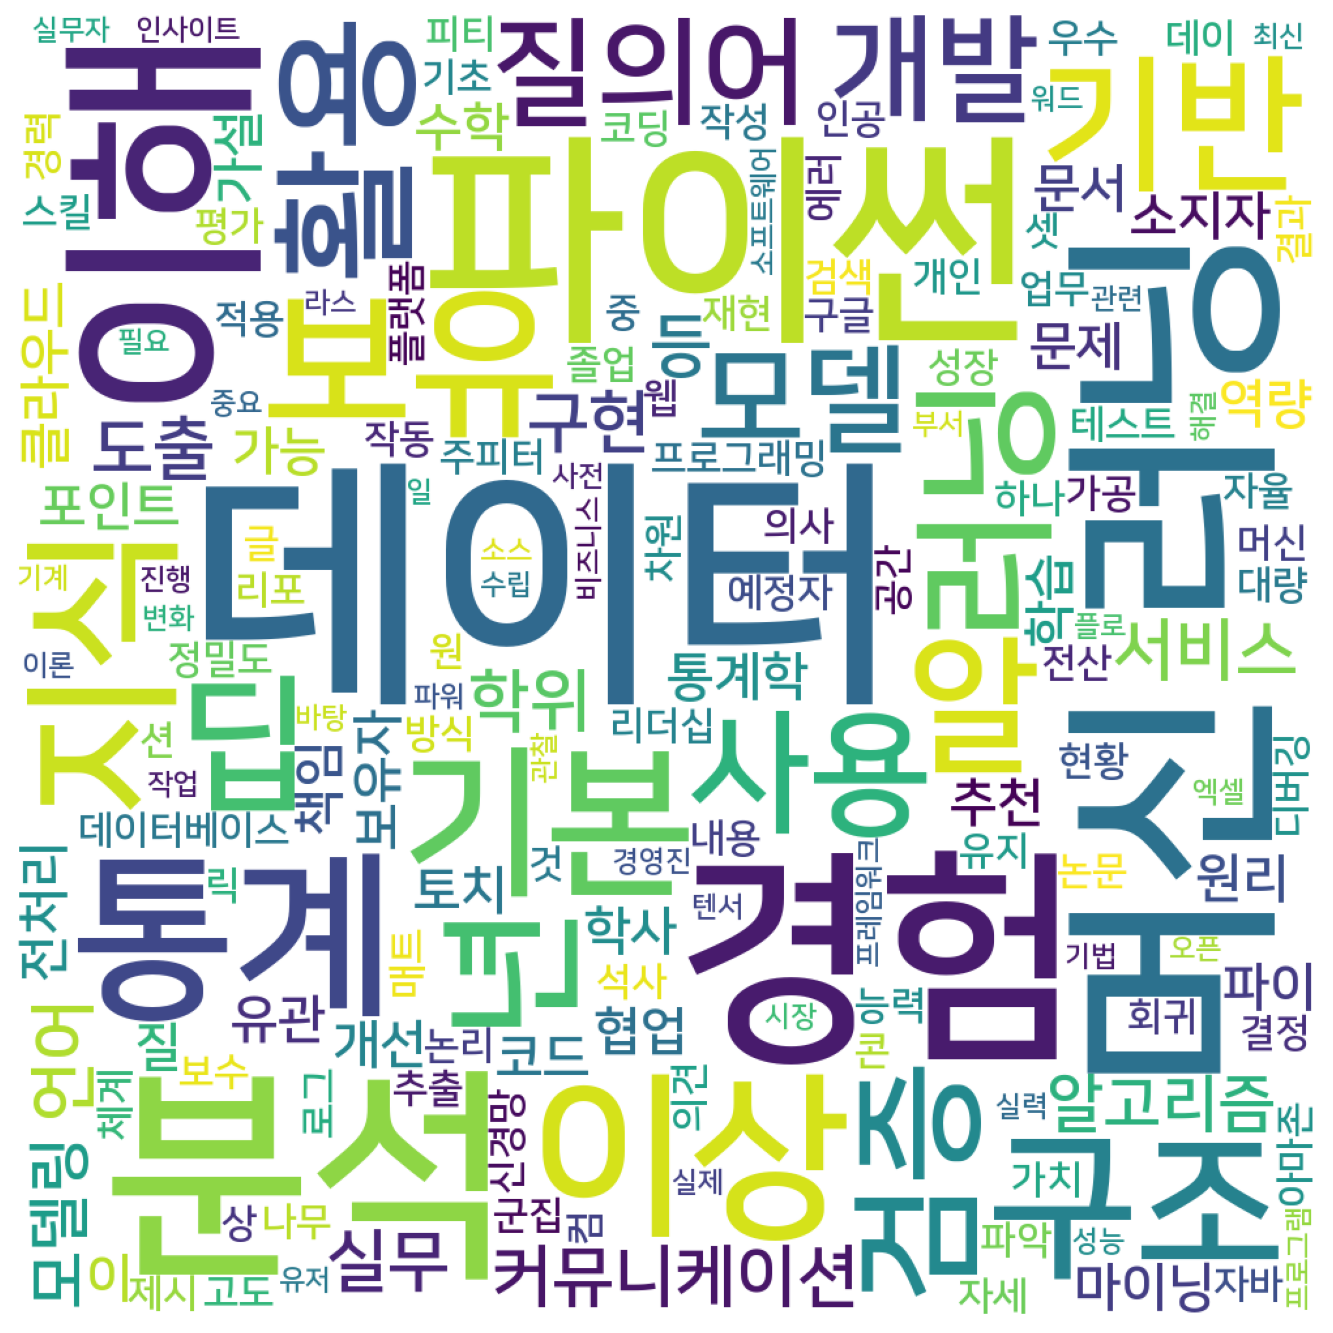 실무자
인사이트
이해
활용
피티
기초
질의어
개발
우수
데이
최신
기반
워드
경력
가설
스킬
평가
수학
코딩
작성
인공
에러
소프트웨어
문서
소지자
셋
결과
파이썬
보유
검색
개인
업무
관련
러닝
클라우드
필요
적용
라스
플랫폼
중
재현
구글
졸업
등
모델
성장
문제
역량
중요
도출
가능
작동
구현
웹
주피터
프로그래밍
부서
테스트
해결
포인트
일
사전
데이터
비즈니스
차원
의사
러닝
하나
가공
자율
지식
글
기계
진행
리포
변화
소스
수립
예정자
공간
학습
머신
대량
플로
이론
정밀도
원
파워
학위
통계학
알
전산
서비스
딥
션
바탕
방식
관찰
리더십
사용
작업
책임
보유자
기본
현황
머신
엑셀
디버깅
데이터베이스
추천
내용
유지
전처리
통계
릭
토치
것
경영진
경험
프레임워크
논문
원리
년
텐서
학사
매트
석사
기법
오픈
파이
언어
질
유관
개선
논리
코드
협업
시장
능력
회귀
결정
체계
보수
로그
추출
의견
콘
분석
이상
신경망
검증
실력
알고리즘
아마존
모델링
군집
컴
실제
가치
구조
상
나무
실무
커뮤니케이션
파악
성능
프로그램
이
제시
고도
유저
자세
마이닝
자바